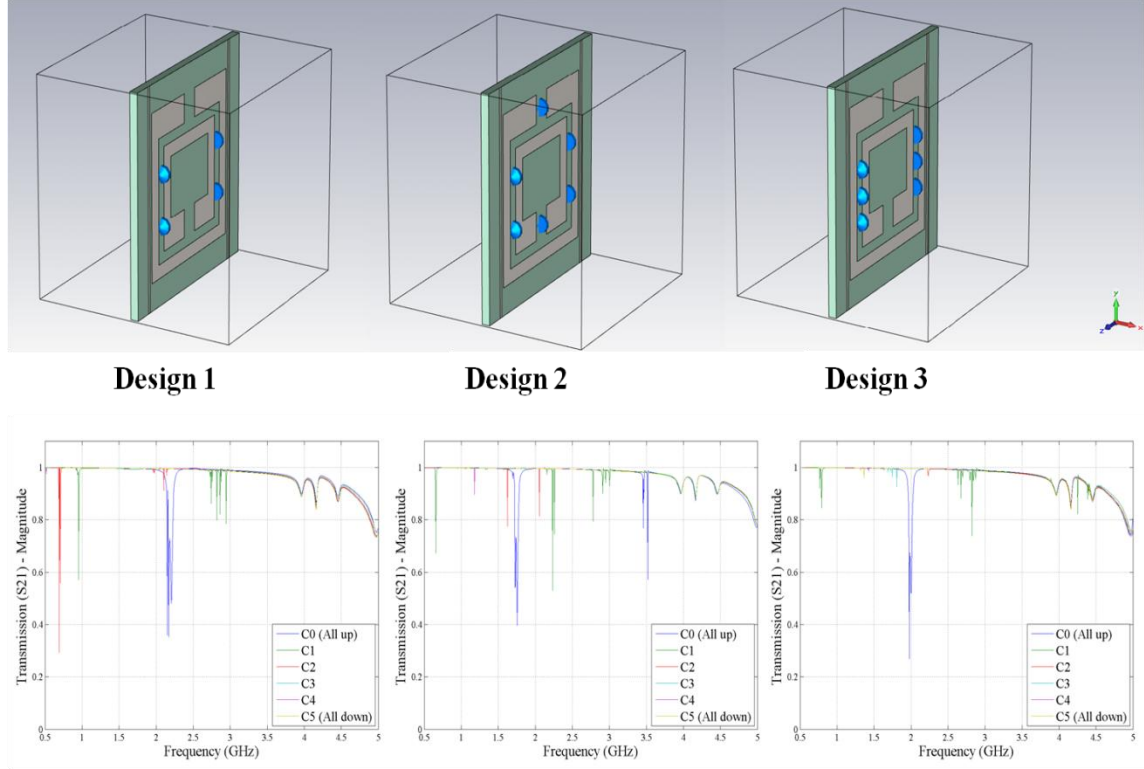 Design 1
Design 2
Design 3
y
x
z
Transmission (S21) - Magnitude
1
0.8
0.6
0.4
0.2
0
0.5 1 1.5 2 2.5 3 3.5 4 4.5 5
Frequency (GHz)
C0 (All up)
C1
C2
C3
C4
C5 (All down)
Transmission (S21) - Magnitude
1
0.8
0.6
0.4
0.2
0
0.5 1 1.5 2 2.5 3 3.5 4 4.5 5
Frequency (GHz)
C0 (All up)
C1
C2
C3
C4
C5 (All down)
Transmission (S21) - Magnitude
1
0.8
0.6
0.4
0.2
0
0.5 1 1.5 2 2.5 3 3.5 4 4.5 5
Frequency (GHz)
C0 (All up)
C1
C2
C3
C4
C5 (All down)